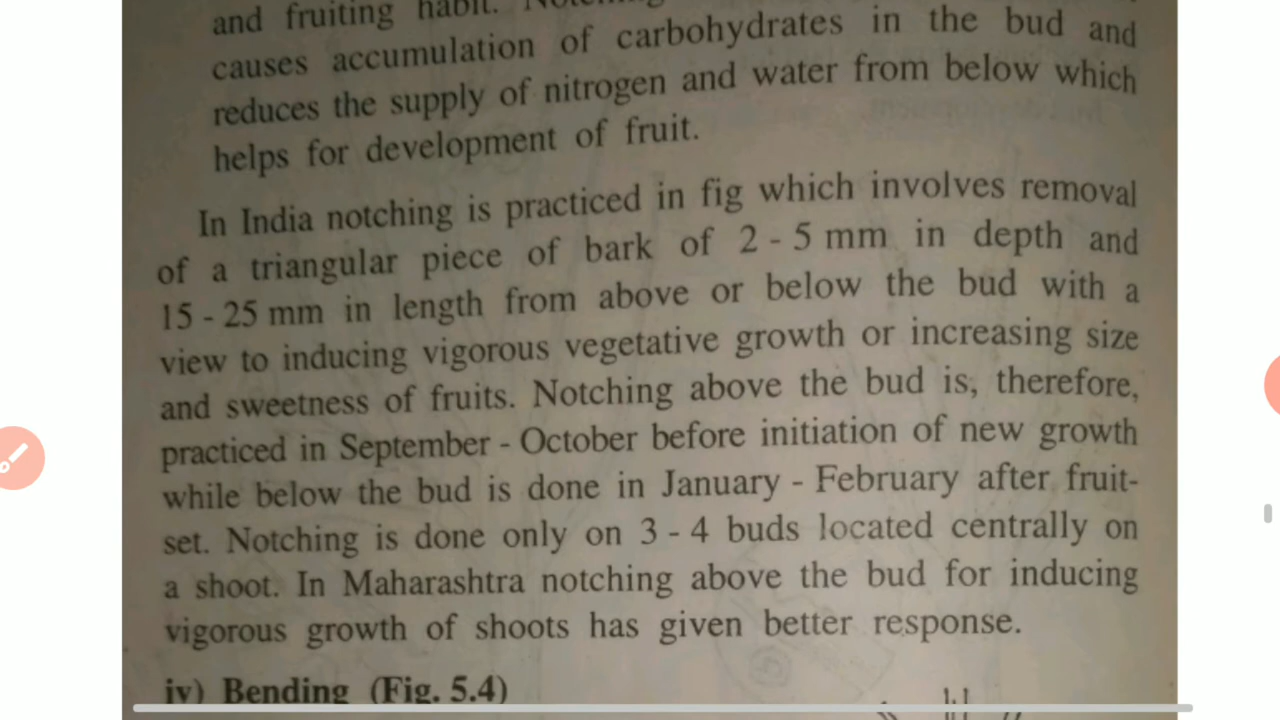 and fruiting habit.
causes accumulation of carbohydrates in the bud and
reduces the supply of nitrogen and water from below which
helps for development of fruit.
In India notching is practiced in fig which involves removal
of a triangular piece of bark of 2 - 5 mm in depth and
15 - 25 mm in length from above or below the bud with a
view to inducing vigorous vegetative growth or increasing size
and sweetness of fruits. Notching above the bud is, therefore,
practiced in September - October before initiation of new growth
while below the bud is done in January - February after fruit-
set. Notching is done only on 3 - 4 buds located centrally on
a shoot. In Maharashtra notching above the bud for inducing
vigorous growth of shoots has given better response.
iv) Bending (Fig. 5.4)